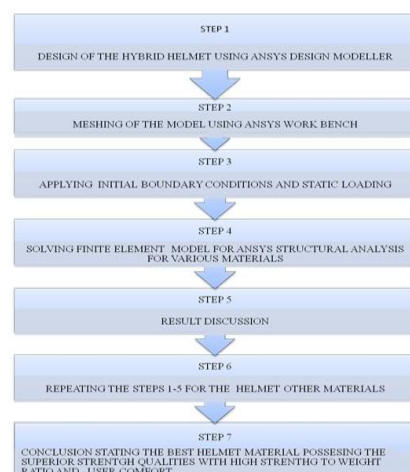 STEP 1
DESIGN OF THE HYBRID HELMET USING ANSYS DESIGN MODELLER
STEP 2
MESHING OF THE MODEL USING ANSYS WORK BENCH
STEP 3
APPLYING INITIAL BOUNDARY CONDITIONS AND STATIC LOADING
STEP 4
SOLVING FINITE ELEMENT MODEL FOR ANSYS STRUCTURAL ANALYSIS
FOR VARIOUS MATERIALS
STEP 5
RESULT DISCUSSION
STEP 6
REPEATING THE STEPS 1-5 FOR THE HELMET OTHER MATERIALS
STEP 7
CONCLUSION STATING THE BEST HELMET MATERIAL POSSESING THE
SUPERIOR STRENTGH QUALITIES WITH HIGH STRENTHG TO WEIGHT
RATIO AND USER COMFORT